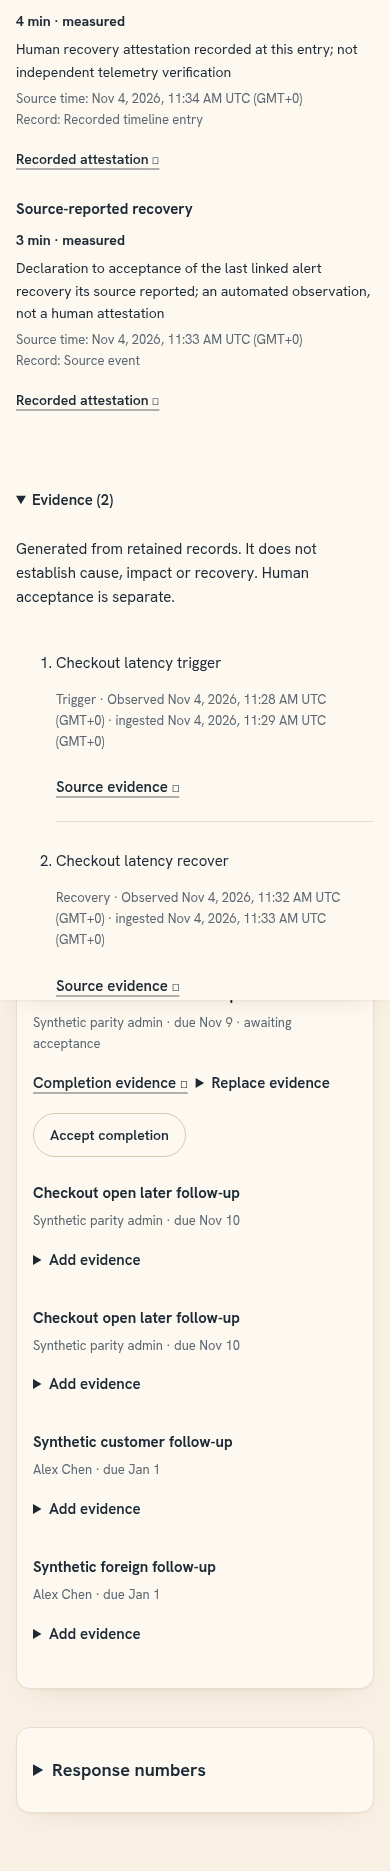 4 min · measured
Human recovery attestation recorded at this entry; not
independent telemetry verification
Source time: Nov 4, 2026, 11:34 AM UTC (GMT+0)
Record: Recorded timeline entry
Recorded attestation
Source-reported recovery
3 min · measured
Declaration to acceptance of the last linked alert
recovery its source reported; an automated observation,
not a human attestation
Source time: Nov 4, 2026, 11:33 AM UTC (GMT+0)
Record: Source event
Recorded attestation
▼ Evidence (2)
Generated from retained records. It does not
establish cause, impact or recovery. Human
acceptance is separate.
1. Checkout latency trigger
Trigger · Observed Nov 4, 2026, 11:28 AM UTC
(GMT+0) · ingested Nov 4, 2026, 11:29 AM UTC
(GMT+0)
Source evidence
2. Checkout latency recover
Recovery · Observed Nov 4, 2026, 11:32 AM UTC
(GMT+0) · ingested Nov 4, 2026, 11:33 AM UTC
(GMT+0)
Source evidence
Synthetic parity admin · due Nov 9 · awaiting
acceptance
Completion evidence ▶ Replace evidence
Accept completion
Checkout open later follow-up
Synthetic parity admin · due Nov 10
▶ Add evidence
Checkout open later follow-up
Synthetic parity admin · due Nov 10
▶ Add evidence
Synthetic customer follow-up
Alex Chen · due Jan 1
▶ Add evidence
Synthetic foreign follow-up
Alex Chen · due Jan 1
▶ Add evidence
▶ Response numbers